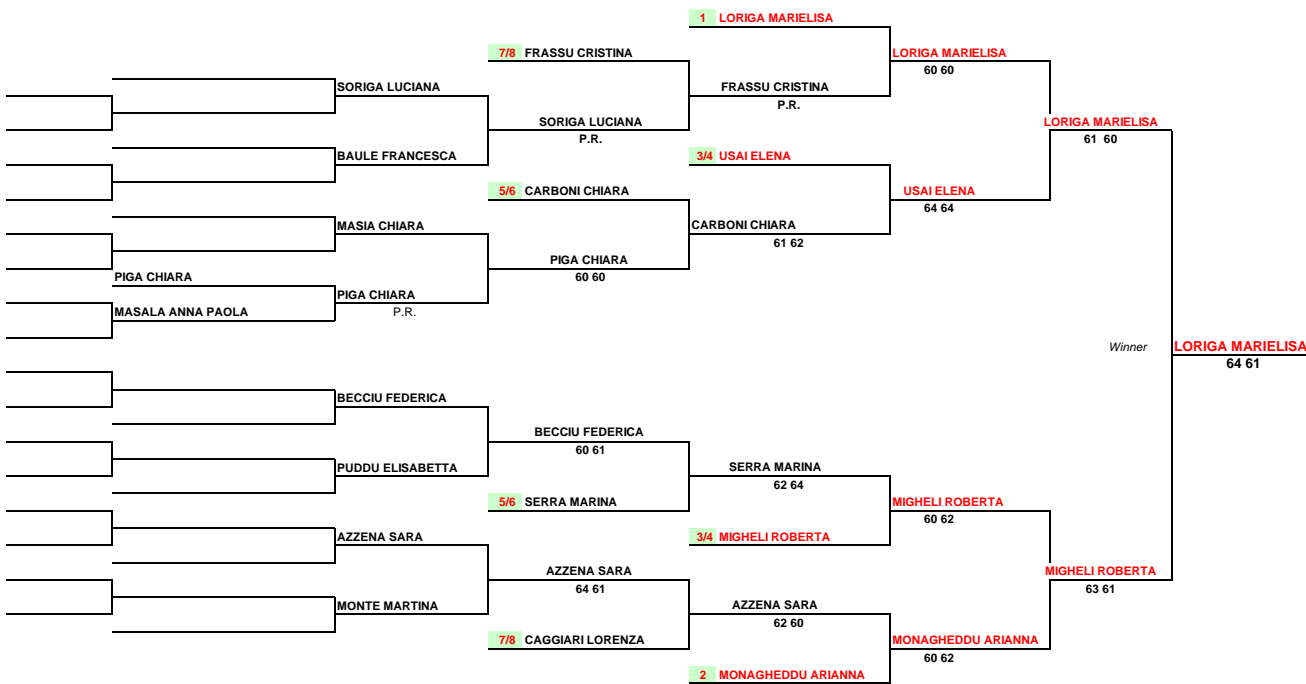 1 LORIGA MARIELISA
7/8 FRASSU CRISTINA
LORIGA MARIELISA
60 60
SORIGA LUCIANA
FRASSU CRISTINA
P.R.
SORIGA LUCIANA
P.R.
LORIGA MARIELISA
61 60
BAULE FRANCESCA
3/4 USAI ELENA
5/6 CARBONI CHIARA
USAI ELENA
64 64
MASIA CHIARA
CARBONI CHIARA
61 62
PIGA CHIARA
60 60
PIGA CHIARA
PIGA CHIARA
P.R.
MASALA ANNA PAOLA
Winner
LORIGA MARIELISA
64 61
BECCIU FEDERICA
BECCIU FEDERICA
60 61
PUDDU ELISABETTA
SERRA MARINA
62 64
5/6 SERRA MARINA
MIGHELI ROBERTA
60 62
AZZENA SARA
3/4 MIGHELI ROBERTA
AZZENA SARA
64 61
MIGHELI ROBERTA
63 61
MONTE MARTINA
AZZENA SARA
62 60
7/8 CAGGIARI LORENZA
MONAGHEDDU ARIANNA
60 62
2 MONAGHEDDU ARIANNA